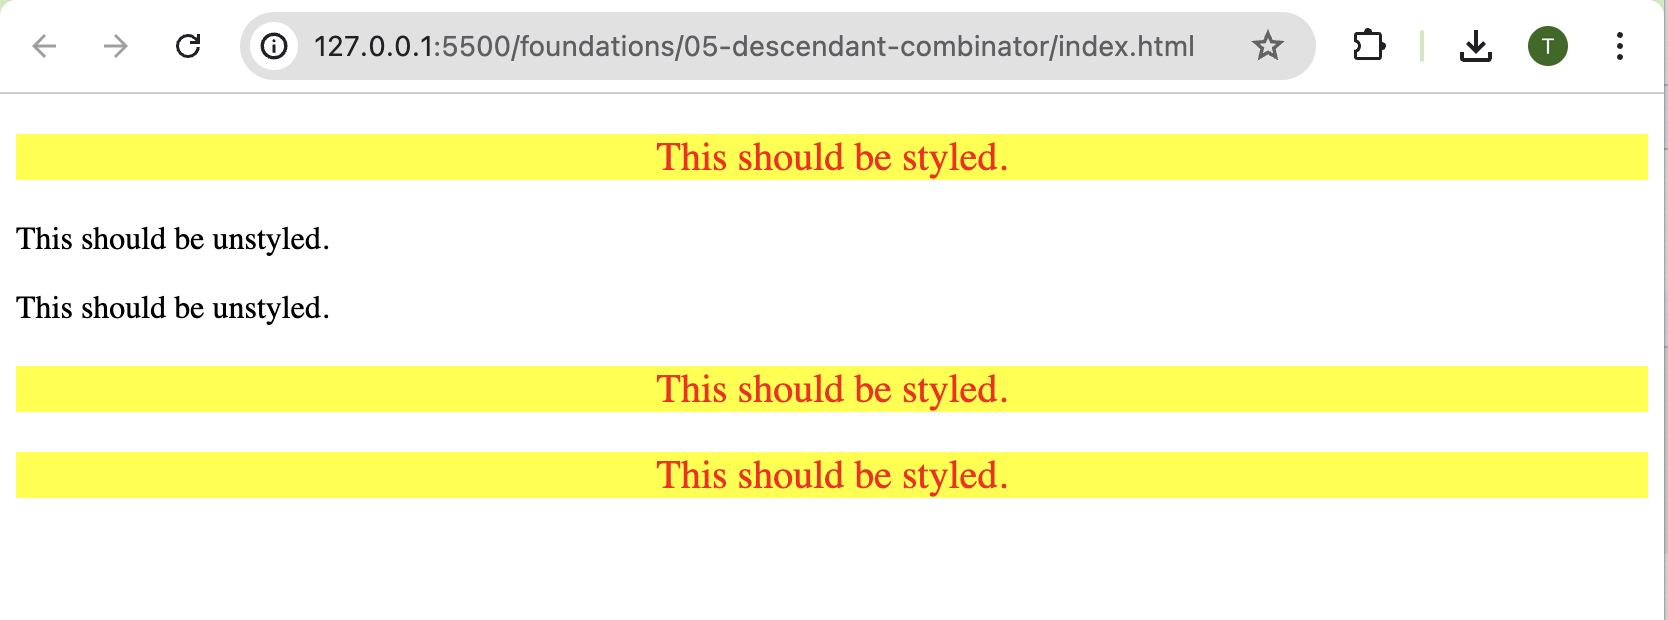 127.0.0.1:5500/foundations/05-descendant-combinator/index.html
T
This should be styled.
This should be unstyled.
This should be unstyled.
This should be styled.
This should be styled.